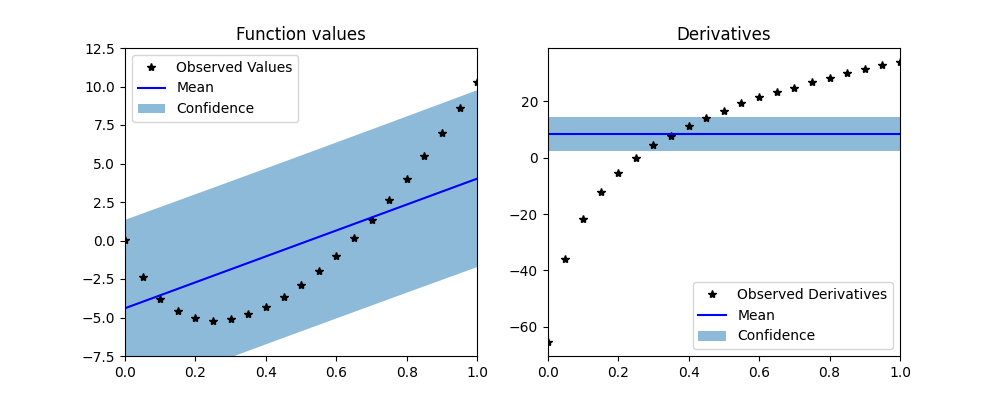 Function values
12.5
10.0
7.5
5.0
2.5
0.0
−2.5
−5.0
−7.5
0.0 0.2 0.4 0.6 0.8 1.0
Observed Values
Mean
Confidence
Derivatives
20
0
−20
−40
−60
0.0 0.2 0.4 0.6 0.8 1.0
Observed Derivatives
Mean
Confidence